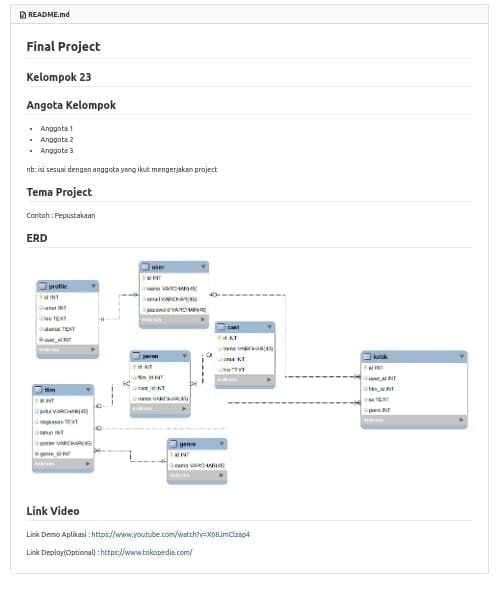 README.md
Final Project
Kelompok 23
Angota Kelompok
Anggota 1
Anggota 2
Anggota 3
nb: isi sesuai dengan anggota yang ikut mengerjakan project
Tema Project
Contoh : Pepustakaan
ERD
user
id INT
name VARCHAR(45)
email VARCHAR(45)
password VARCHAR(45)
Indexes
profile
id INT
umur INT
bio TEXT
alamat TEXT
user_id INT
Indexes
cast
id INT
nama VARCHAR(45)
umur INT
bio TEXT
Indexes
peran
id INT
film_id INT
cast_id INT
nama VARCHAR(45)
Indexes
kritik
id INT
user_id INT
film_id INT
isi TEXT
point INT
Indexes
film
id INT
judul VARCHAR(45)
ringkasan TEXT
tahun INT
poster VARCHAR(45)
genre_id INT
Indexes
genre
id INT
nama VARCHAR(45)
Indexes
Link Video
Link Demo Aplikasi : https://www.youtube.com/watch?v=X68JmCIzap4
Link Deploy(Optional) : https://www.tokopedia.com/